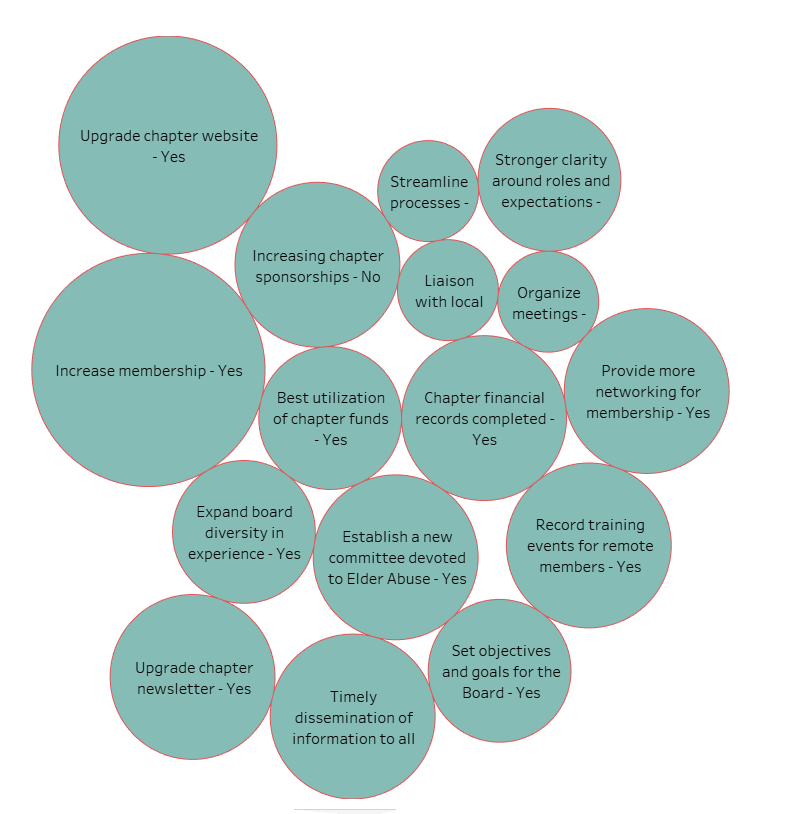 Upgrade chapter website
- Yes
Streamline
processes -
Stronger clarity
around roles and
expectations -
Increasing chapter
sponsorships - No
Liaison
with local
Organize
meetings -
Increase membership - Yes
Best utilization
of chapter funds
- Yes
Chapter financial
records completed -
Yes
Provide more
networking for
membership - Yes
Expand board
diversity in
experience - Yes
Establish a new
committee devoted
to Elder Abuse - Yes
Record training
events for remote
members - Yes
Upgrade chapter
newsletter - Yes
Timely
dissemination of
information to all
Set objectives
and goals for the
Board - Yes